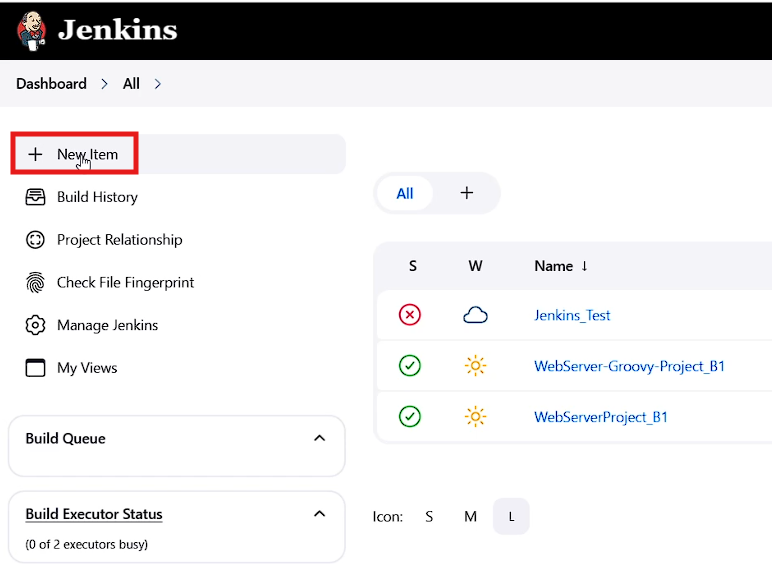 Jenkins
Dashboard > All >
+ New Item
Build History
Project Relationship
Check File Fingerprint
Manage Jenkins
My Views
Build Queue
Build Executor Status
(0 of 2 executors busy)
All +
S W Name ↓
Jenkins_Test
WebServer-Groovy-Project_B1
WebServerProject_B1
Icon: S M L